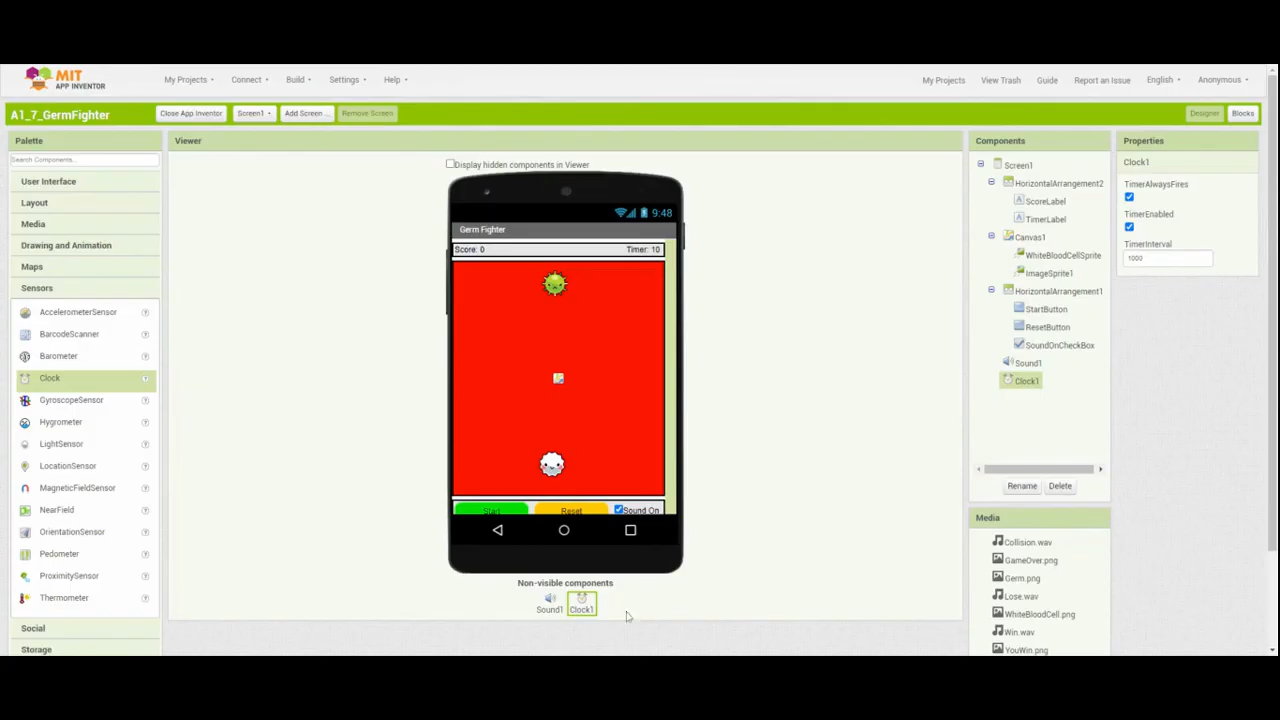 MIT
APP INVENTOR
My Projects
Connect
Build
Settings
Help
My Projects
View Trash
Guide
Report an Issue
English
Anonymous
A1_7_GermFighter
Close App Inventor
Screen1
Add Screen ...
Remove Screen
Designer
Blocks
Palette
Search Components...
User Interface
Layout
Media
Drawing and Animation
Maps
Sensors
AccelerometerSensor
BarcodeScanner
Barometer
Clock
GyroscopeSensor
Hygrometer
LightSensor
LocationSensor
MagneticFieldSensor
NearField
OrientationSensor
Pedometer
ProximitySensor
Thermometer
Social
Storage
Viewer
Display hidden components in Viewer
9:48
Germ Fighter
Score: 0
Timer: 10
Start
Reset
Sound On
Non-visible components
Sound1
Clock1
Components
Screen1
HorizontalArrangement2
ScoreLabel
TimerLabel
Canvas1
WhiteBloodCellSprite
ImageSprite1
HorizontalArrangement1
StartButton
ResetButton
SoundOnCheckBox
Sound1
Clock1
Rename
Delete
Media
Collision.wav
GameOver.png
Germ.png
Lose.wav
WhiteBloodCell.png
Win.wav
YouWin.png
Properties
Clock1
TimerAlwaysFires
TimerEnabled
TimerInterval
1000